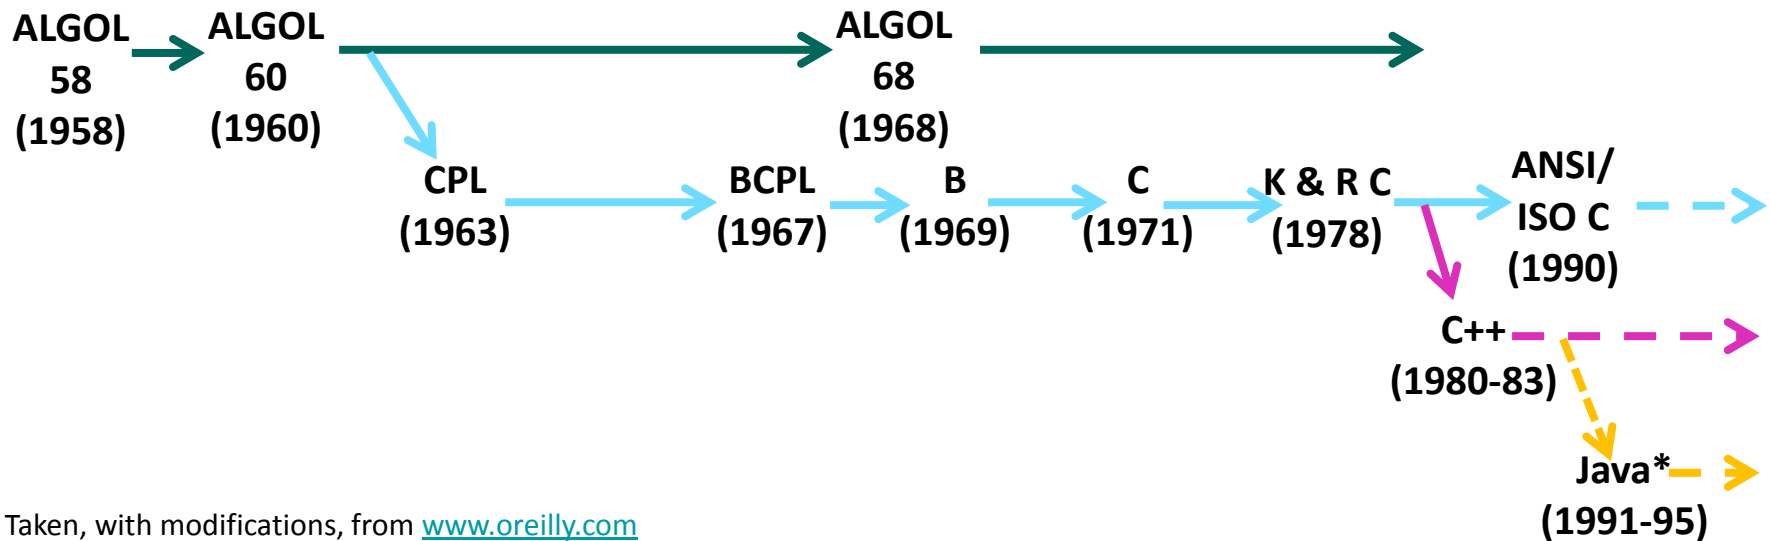 ALGOL
58
(1958)
ALGOL
60
(1960)
ALGOL
68
(1968)
CPL
(1963)
BCPL
(1967)
B
(1969)
C
(1971)
K & R C
(1978)
ANSI/
ISO C
(1990)
C++
(1980-83)
Java*
(1991-95)
Taken, with modifications, from www.oreilly.com